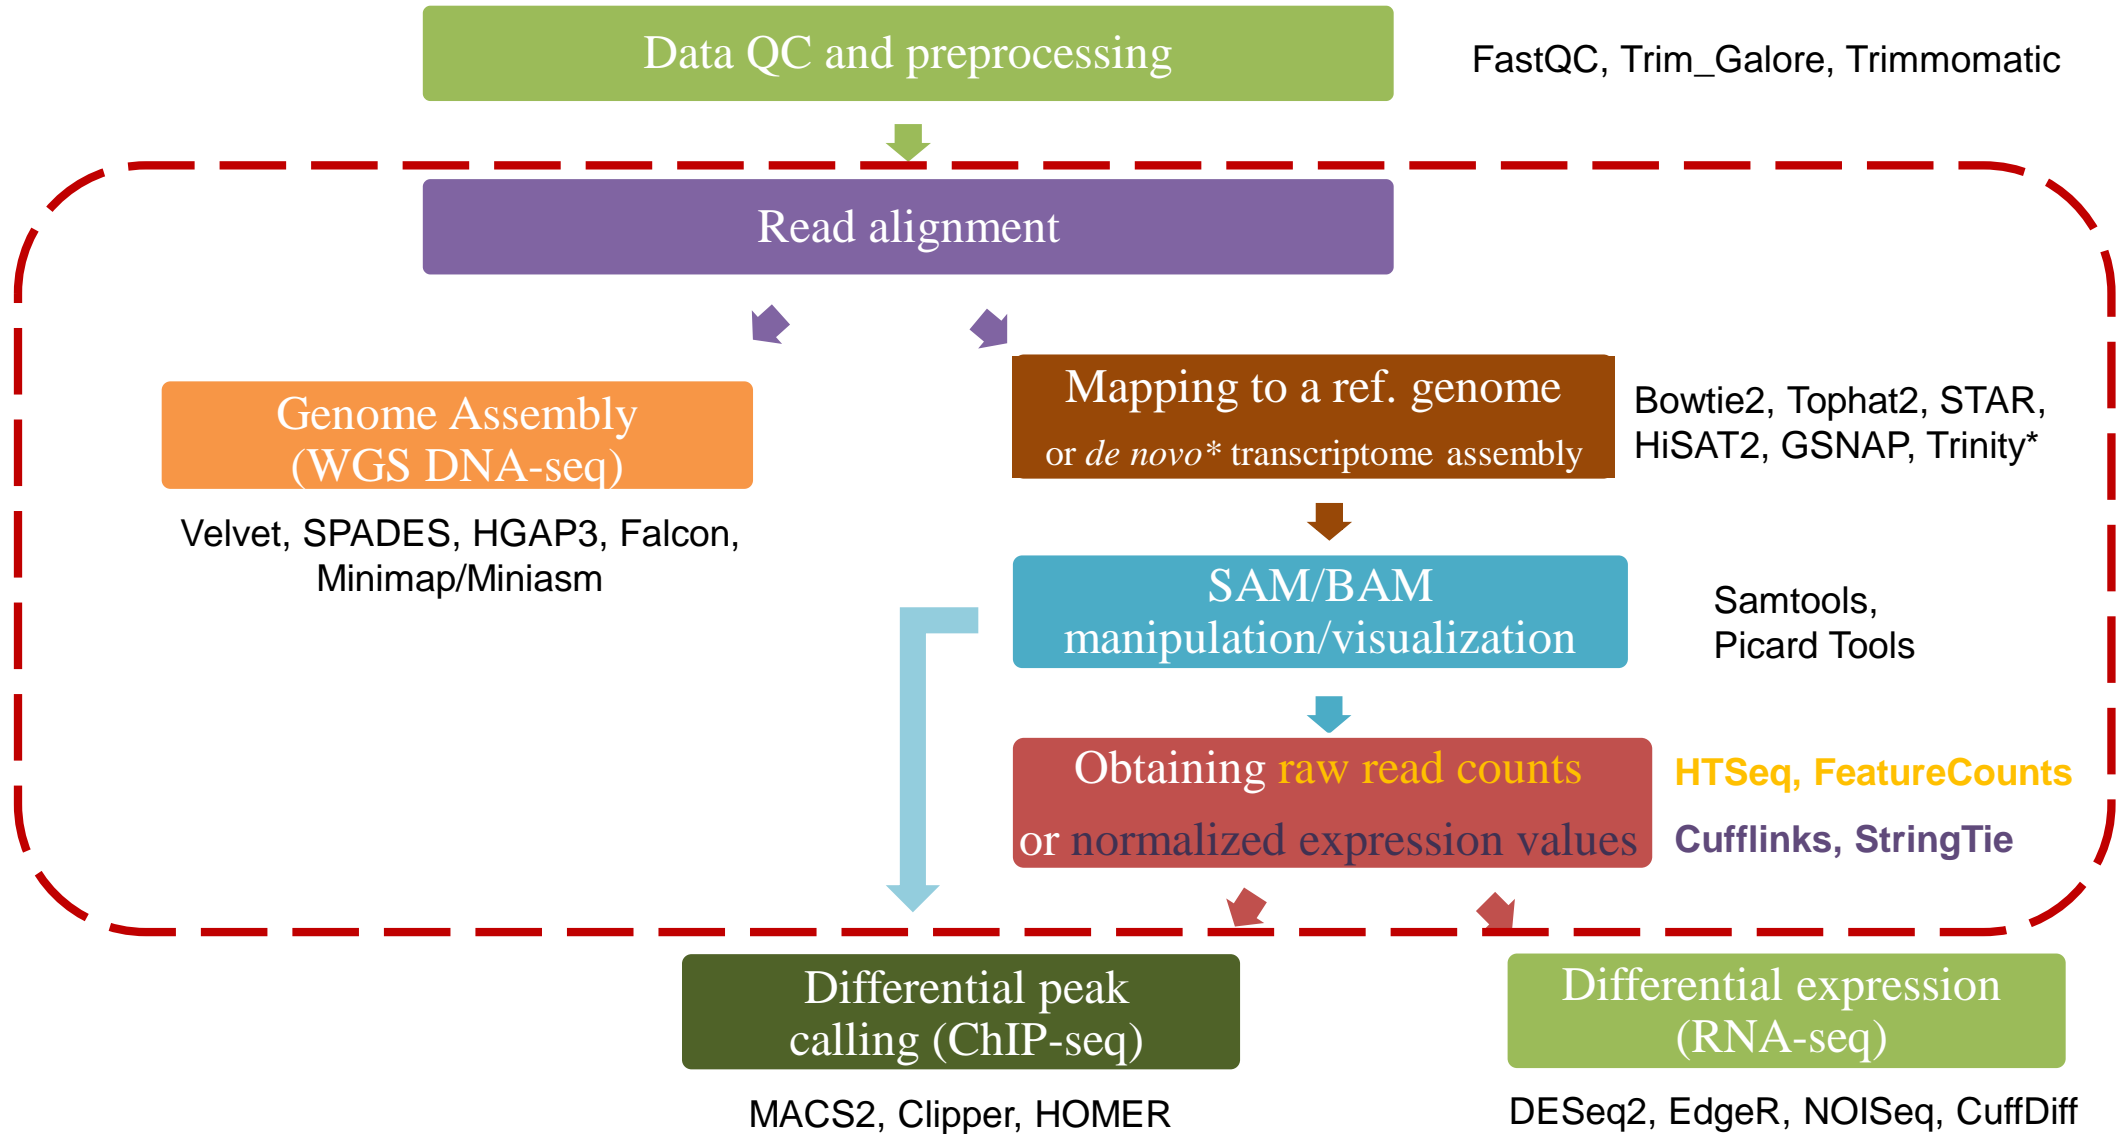 Data QC and preprocessing
FastQC, Trim_Galore, Trimmomatic
Read alignment
Genome Assembly
(WGS DNA-seq)
Velvet, SPADES, HGAP3, Falcon,
Minimap/Miniasm
Mapping to a ref. genome
or de novo* transcriptome assembly
Bowtie2, Tophat2, STAR,
HiSAT2, GSNAP, Trinity*
SAM/BAM
manipulation/visualization
Samtools,
Picard Tools
Obtaining raw read counts
or normalized expression values
HTSeq, FeatureCounts
Cufflinks, StringTie
Differential peak
calling (ChIP-seq)
MACS2, Clipper, HOMER
Differential expression
(RNA-seq)
DESeq2, EdgeR, NOISeq, CuffDiff